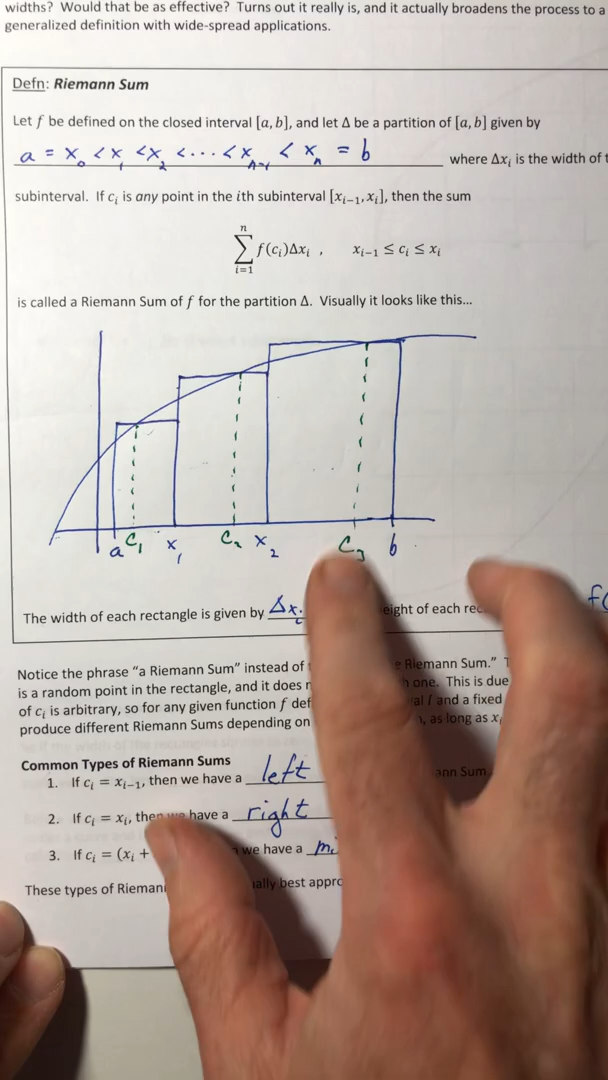 widths? Would that be as effective? Turns out it really is, and it actually broadens the process to a
generalized definition with wide-spread applications.
Defn: Riemann Sum
Let f be defined on the closed interval [a, b], and let Δ be a partition of [a, b] given by
a = x₀ < x₁ < x₂ < ... < xₙ₋₁ < xₙ = b where Δxᵢ is the width of
subinterval. If cᵢ is any point in the ith subinterval [xᵢ₋₁, xᵢ], then the sum
n
∑ f(cᵢ)Δxᵢ , xᵢ₋₁ ≤ cᵢ ≤ xᵢ
i=1
is called a Riemann Sum of f for the partition Δ. Visually it looks like this...
a C₁ x₁ C₂ x₂ C₃ b
The width of each rectangle is given by Δxᵢ eight of each f
Notice the phrase "a Riemann Sum" instead of Riemann Sum."
is a random point in the rectangle, and it does one. This is due
of cᵢ is arbitrary, so for any given function f I and a fixed
produce different Riemann Sums depending on , as long as
Common Types of Riemann Sums
1. If cᵢ = xᵢ₋₁, then we have a left Sum
2. If cᵢ = xᵢ, then we have a right
3. If cᵢ = (xᵢ + we have a
These types of best